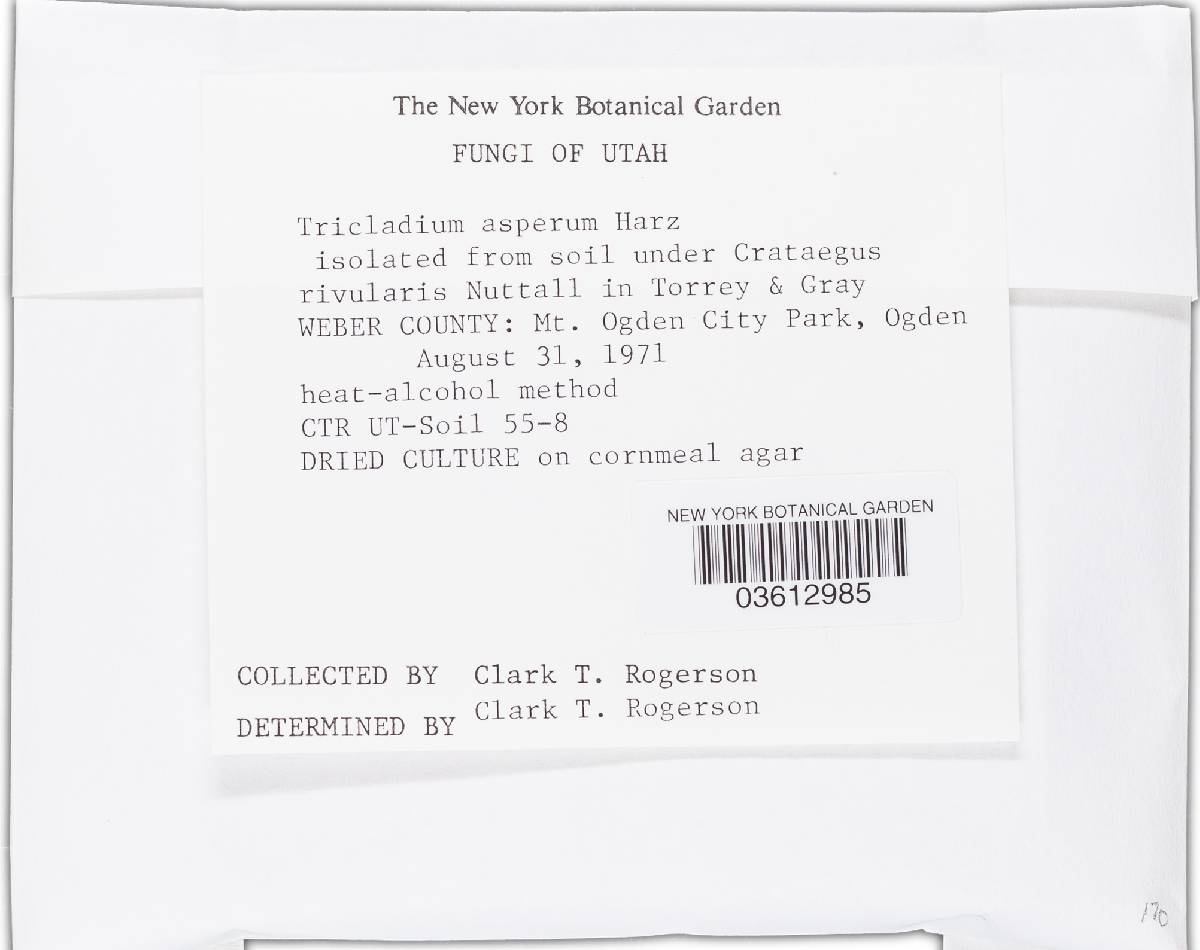 The New York Botanical Garden
FUNGI OF UTAH
Tricladium asperum Harz
isolated from soil under Crataegus
rivularis Nuttall in Torrey & Gray
WEBER COUNTY: Mt. Ogden City Park, Ogden
August 31, 1971
heat-alcohol method
CTR UT-Soil 55-8
DRIED CULTURE on cornmeal agar
NEW YORK BOTANICAL GARDEN
03612985
COLLECTED BY Clark T. Rogerson
DETERMINED BY Clark T. Rogerson
170